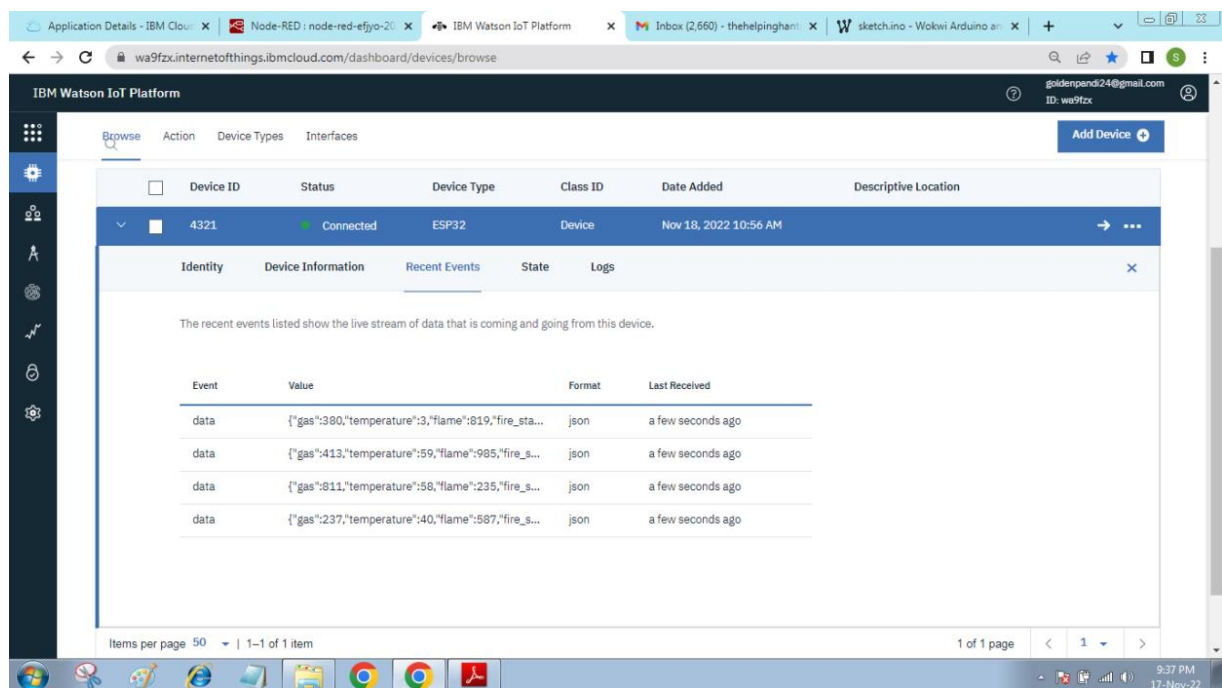 Application Details - IBM Clou
Node-RED : node-red-efjyo-20
IBM Watson IoT Platform
Inbox (2,660) - thehelpinghant
sketch.ino - Wokwi Arduino an
wa9fzx.internetofthings.ibmcloud.com/dashboard/devices/browse
S
IBM Watson IoT Platform
goldenpandi24@gmail.com
ID: wa9fzx
Browse Action Device Types Interfaces
Add Device
Device ID Status Device Type Class ID Date Added Descriptive Location
4321 Connected ESP32 Device Nov 18, 2022 10:56 AM
Identity Device Information Recent Events State Logs
The recent events listed show the live stream of data that is coming and going from this device.
Event Value Format Last Received
data {"gas":380,"temperature":3,"flame":819,"fire_sta... json a few seconds ago
data {"gas":413,"temperature":59,"flame":985,"fire_s... json a few seconds ago
data {"gas":811,"temperature":58,"flame":235,"fire_s... json a few seconds ago
data {"gas":237,"temperature":40,"flame":587,"fire_s... json a few seconds ago
Items per page 50 | 1–1 of 1 item
1 of 1 page 1
9:37 PM
17-Nov-22